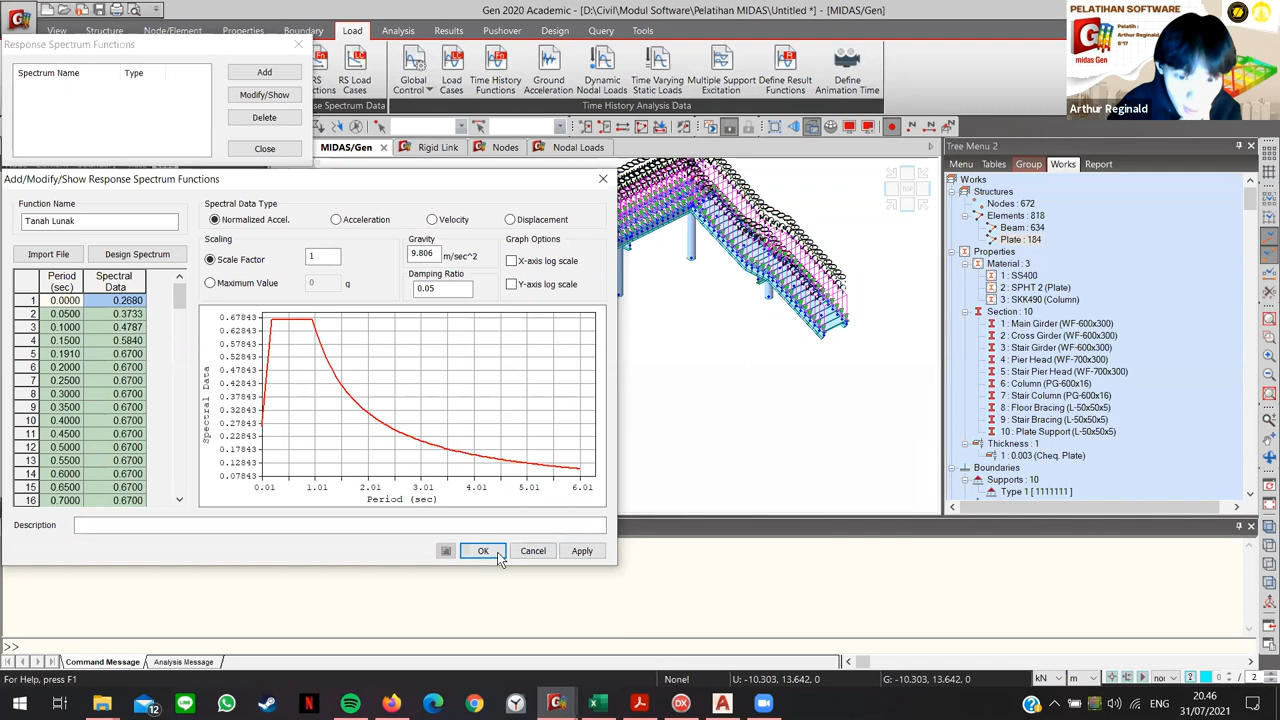 Gen 2020 Academic - [D:\Civil\Modul Software\Pelatihan MIDAS\Untitled *] - [MIDAS/Gen]
View Structure Node/Element Properties Boundary Load Analysis Results Pushover Design Query Tools
Response Spectrum Functions
Spectrum Name Type
Add
Modify/Show
Delete
Close
RS Load Cases
Global Control
Load Cases
Time History Functions
Ground Acceleration
Dynamic Nodal Loads
Time Varying Static Loads
Multiple Support Excitation
Define Result Functions
Define Animation Time
Time History Analysis Data
MIDAS/Gen Rigid Link Nodes Nodal Loads
PELATIHAN SOFTWARE
Pelatih :
Arthur Reginald
S'17
midas Gen
Arthur Reginald
Add/Modify/Show Response Spectrum Functions
Function Name
Tanah Lunak
Import File Design Spectrum
Spectral Data Type
Normalized Accel. Acceleration Velocity Displacement
Scaling
Scale Factor 1
Maximum Value 0 g
Gravity
9.806 m/sec^2
Damping Ratio
0.05
Graph Options
X-axis log scale
Y-axis log scale
Period (sec) Spectral Data
1 0.0000 0.2680
2 0.0500 0.3733
3 0.1000 0.4787
4 0.1500 0.5840
5 0.1910 0.6700
6 0.2000 0.6700
7 0.2500 0.6700
8 0.3000 0.6700
9 0.3500 0.6700
10 0.4000 0.6700
11 0.4500 0.6700
12 0.5000 0.6700
13 0.5500 0.6700
14 0.6000 0.6700
15 0.6500 0.6700
16 0.7000 0.6700
Spectral Data
0.67843
0.62843
0.57843
0.52843
0.47843
0.42843
0.37843
0.32843
0.27843
0.22843
0.17843
0.12843
0.07843
0.01 1.01 2.01 3.01 4.01 5.01 6.01
Period (sec)
Description
OK Cancel Apply
TOP
Tree Menu 2
Menu Tables Group Works Report
Works
Structures
Nodes : 672
Elements : 818
Beam : 634
Plate : 184
Properties
Material : 3
1 : SS400
2 : SPHT 2 (Plate)
3 : SKK490 (Column)
Section : 10
1 : Main Girder (WF-600x300)
2 : Cross Girder (WF-600x300)
3 : Stair Girder (WF-600x300)
4 : Pier Head (WF-700x300)
5 : Stair Pier Head (WF-700x300)
6 : Column (PG-600x16)
7 : Stair Column (PG-600x16)
8 : Floor Bracing (L-50x50x5)
9 : Stair Bracing (L-50x50x5)
10 : Plate Support (L-50x50x5)
Thickness : 1
1 : 0.003 (Cheq. Plate)
Boundaries
Supports : 10
Type 1 [ 1111111 ]
>>
Command Message Analysis Message
For Help, press F1
None! U: -10.303, 13.642, 0 G: -10.303, 13.642, 0 kN m
12
ENG
20.46
31/07/2021